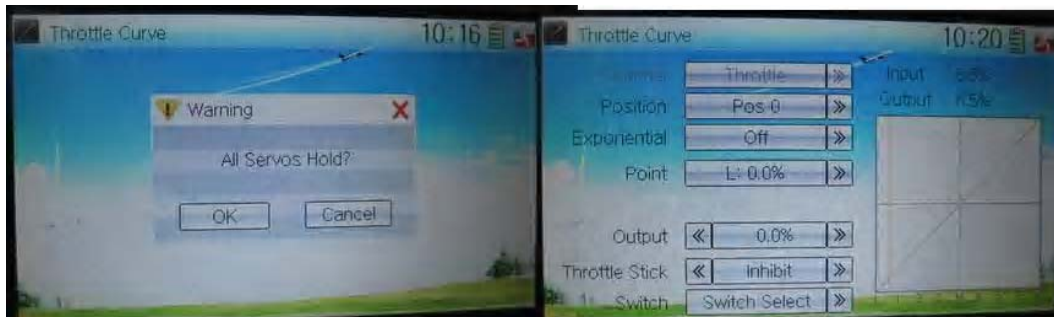 Throttle Curve 10:16
Warning
All Servos Hold?
OK Cancel
Throttle Curve 10:20
Throttle » Input
Position Pos 0 » Output
Exponential Off »
Point L: 0.0% »
Output « 0.0% »
Throttle Stick « Inhibit »
Switch Switch Select »